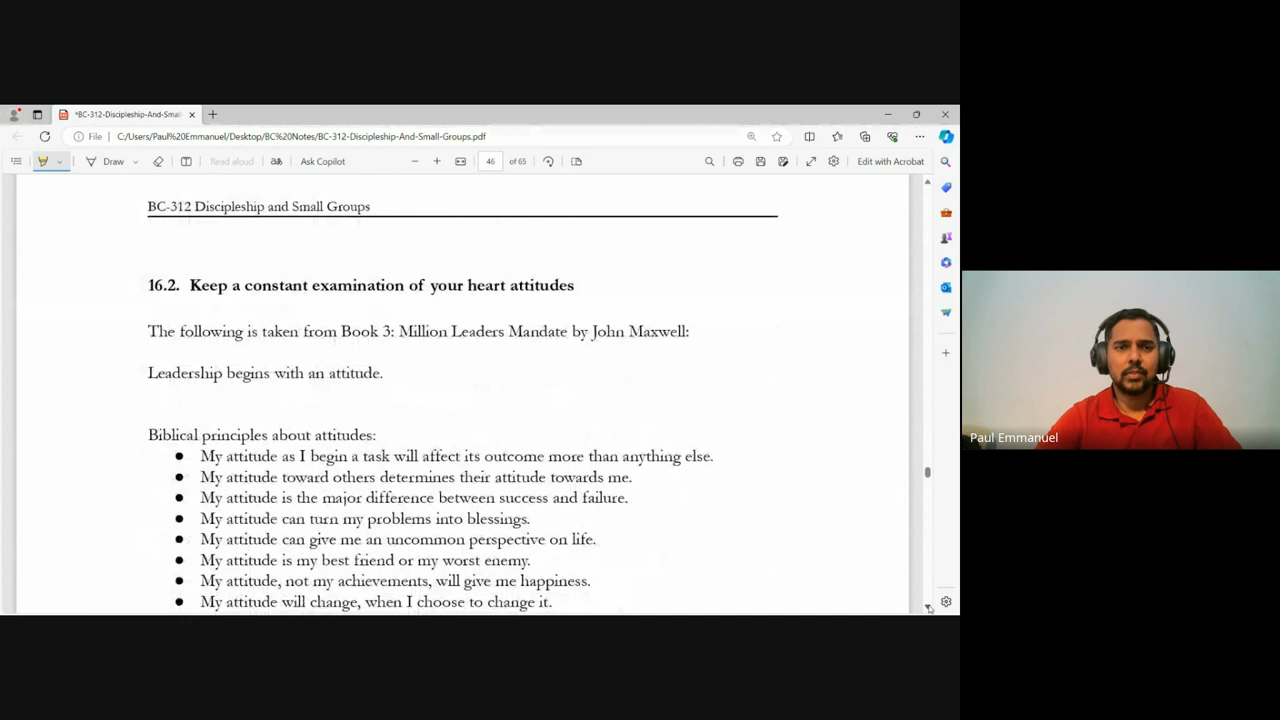 *BC-312-Discipleship-And-Smal
File
C:/Users/Paul%20Emmanuel/Desktop/BC%20Notes/BC-312-Discipleship-And-Small-Groups.pdf
Draw
Read aloud
Ask Copilot
46
of 65
Edit with Acrobat
BC-312 Discipleship and Small Groups
16.2. Keep a constant examination of your heart attitudes
The following is taken from Book 3: Million Leaders Mandate by John Maxwell:
Leadership begins with an attitude.
Biblical principles about attitudes:
● My attitude as I begin a task will affect its outcome more than anything else.
● My attitude toward others determines their attitude towards me.
● My attitude is the major difference between success and failure.
● My attitude can turn my problems into blessings.
● My attitude can give me an uncommon perspective on life.
● My attitude is my best friend or my worst enemy.
● My attitude, not my achievements, will give me happiness.
● My attitude will change, when I choose to change it.
Paul Emmanuel